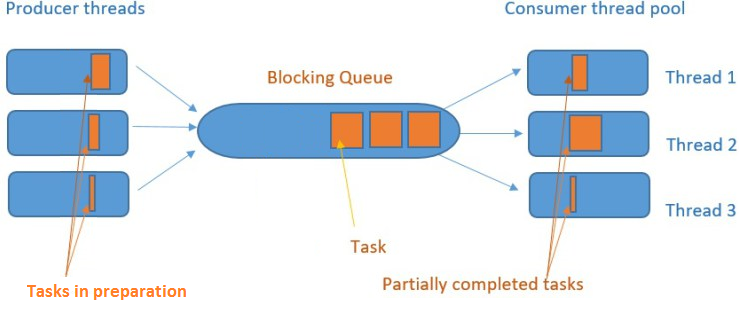 Producer threads
Consumer thread pool
Blocking Queue
Thread 1
Thread 2
Thread 3
Task
Tasks in preparation
Partially completed tasks